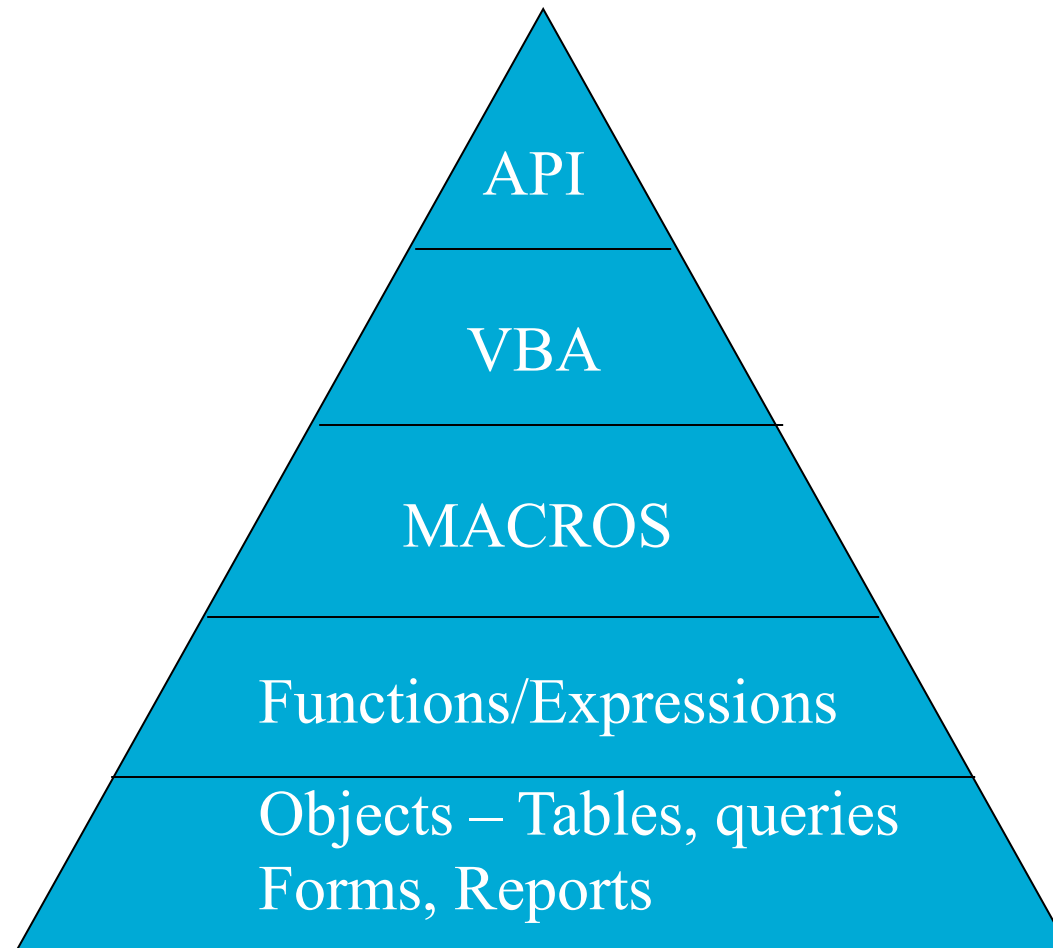 API
VBA
MACROS
Functions/Expressions
Objects – Tables, queries
Forms, Reports